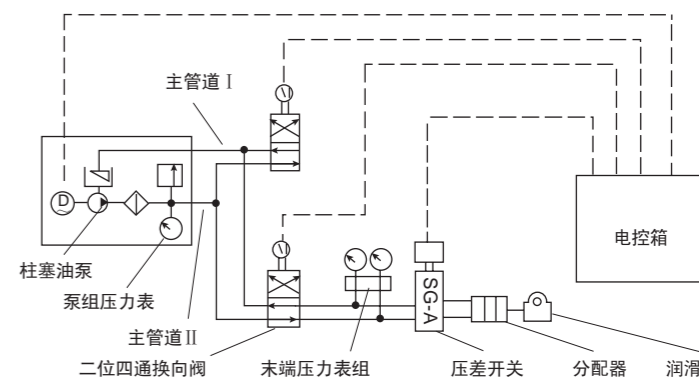 主管道 I
D
柱塞油泵
泵组压力表
主管道II
二位四通换向阀
末端压力表组
SG-A
压差开关
分配器
润滑
电控箱